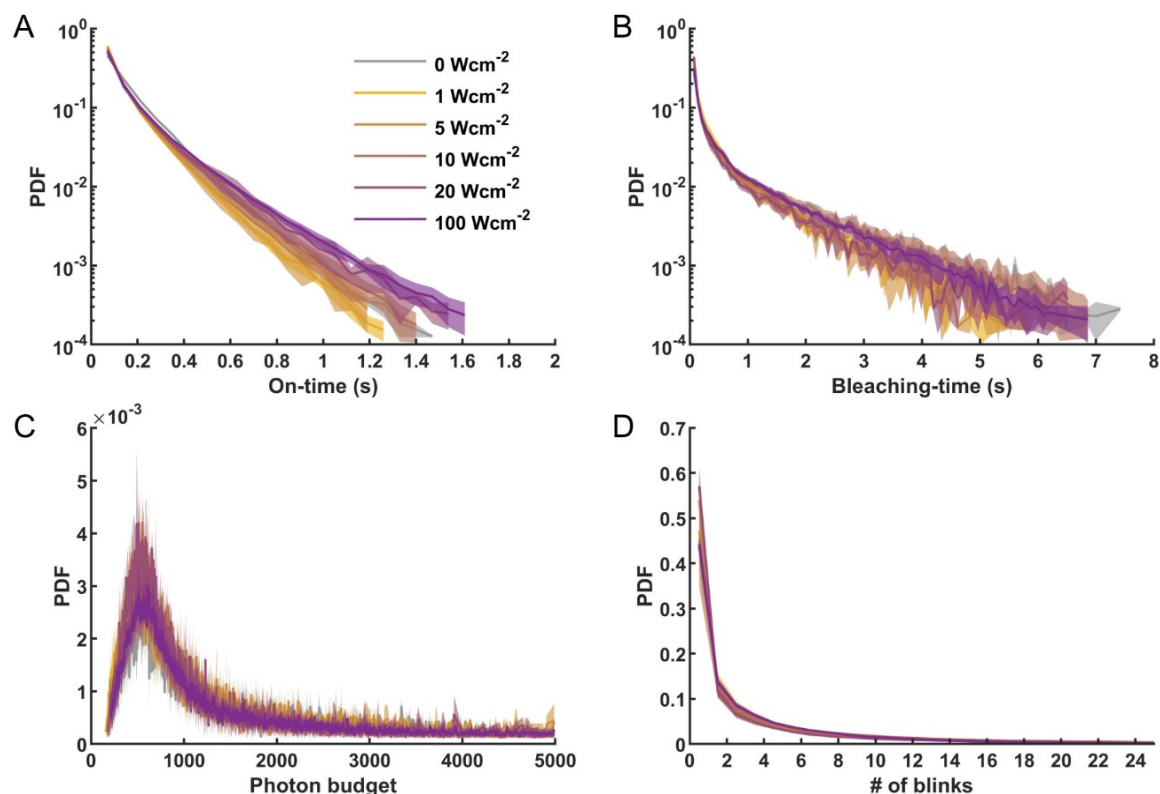 A
PDF
10⁰
10⁻¹
10⁻²
10⁻³
10⁻⁴
0 Wcm⁻²
1 Wcm⁻²
5 Wcm⁻²
10 Wcm⁻²
20 Wcm⁻²
100 Wcm⁻²
0 0.2 0.4 0.6 0.8 1 1.2 1.4 1.6 1.8 2
On-time (s)
B
PDF
10⁰
10⁻¹
10⁻²
10⁻³
10⁻⁴
0 1 2 3 4 5 6 7 8
Bleaching-time (s)
C
×10⁻³
PDF
6
5
4
3
2
1
0
0 1000 2000 3000 4000 5000
Photon budget
D
PDF
0.7
0.6
0.5
0.4
0.3
0.2
0.1
0
0 2 4 6 8 10 12 14 16 18 20 22 24
# of blinks